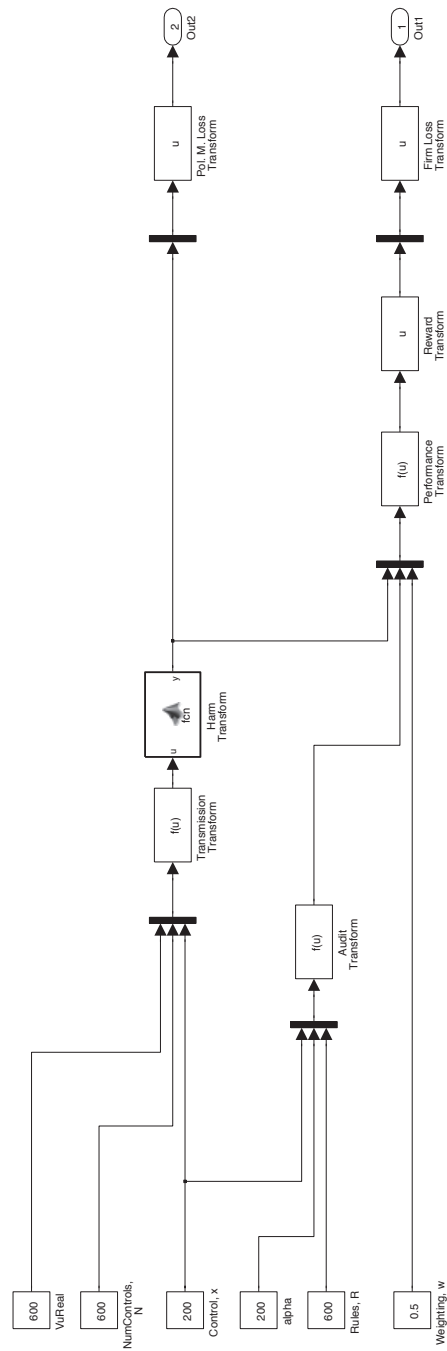 600
VuReal
600
NumControls,
N
200
Control, x
200
alpha
600
Rules, R
0.5
Weighting, w
f(u)
Transmission
Transform
u
y
fcn
Harm
Transform
f(u)
Audit
Transform
f(u)
Performance
Transform
u
Reward
Transform
u
Pol. M. Loss
Transform
2
Out2
u
Firm Loss
Transform
1
Out1